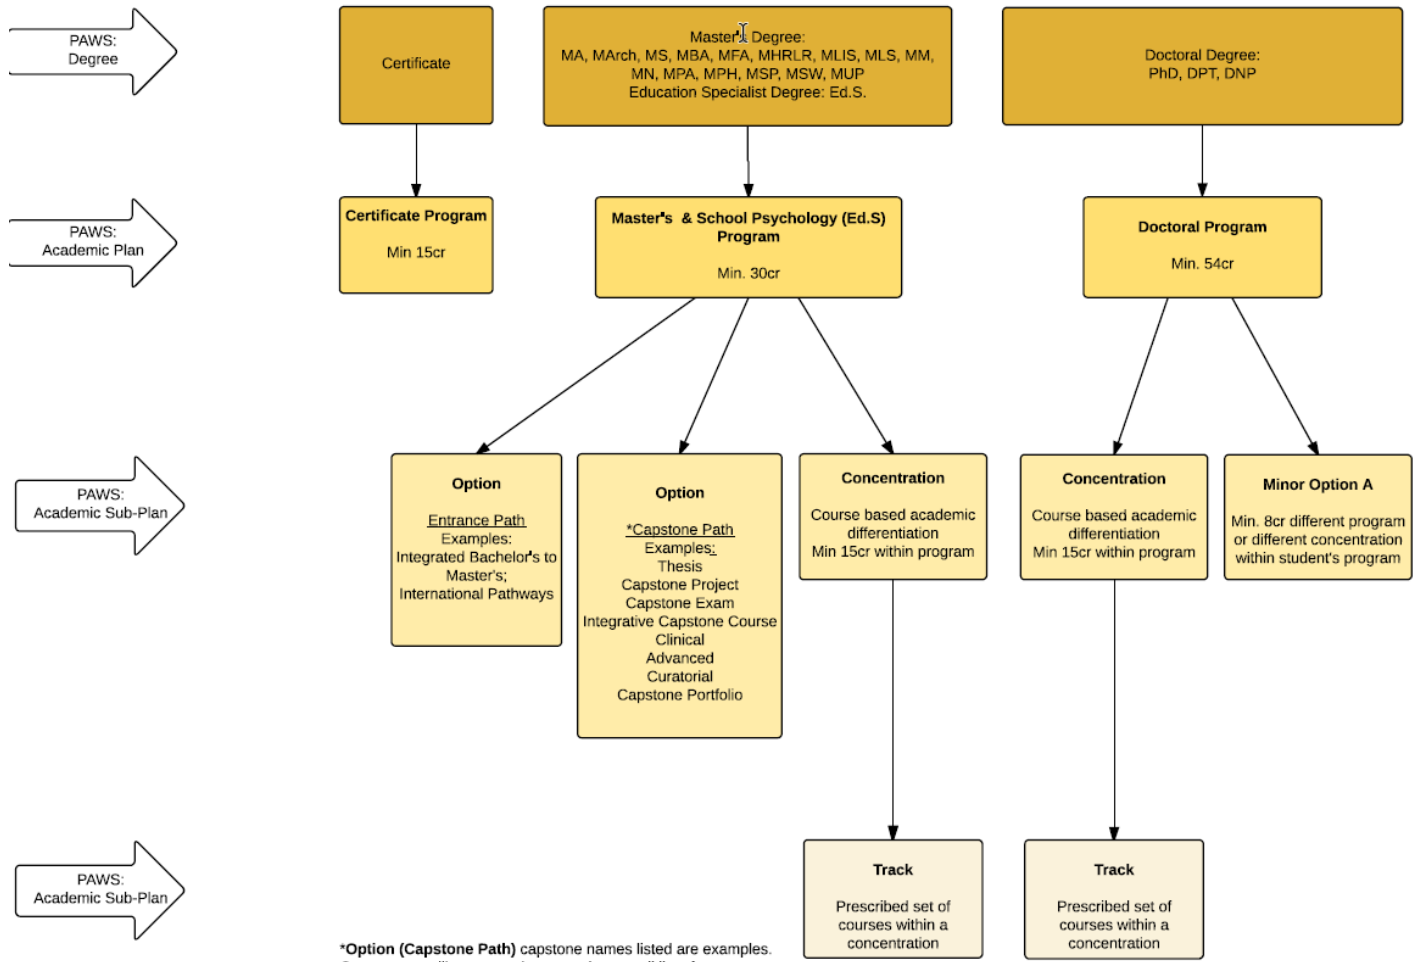 PAWS:
Degree
Certificate
Master's Degree:
MA, MArch, MS, MBA, MFA, MHRLR, MLIS, MLS, MM,
MN, MPA, MPH, MSP, MSW, MUP
Education Specialist Degree: Ed.S.
Doctoral Degree:
PhD, DPT, DNP
PAWS:
Academic Plan
Certificate Program
Min 15cr
Master's & School Psychology (Ed.S)
Program
Min. 30cr
Doctoral Program
Min. 54cr
PAWS:
Academic Sub-Plan
Option
Entrance Path
Examples:
Integrated Bachelor's to
Master's;
International Pathways
Option
*Capstone Path
Examples:
Thesis
Capstone Project
Capstone Exam
Integrative Capstone Course
Clinical
Advanced
Curatorial
Capstone Portfolio
Concentration
Course based academic
differentiation
Min 15cr within program
Concentration
Course based academic
differentiation
Min 15cr within program
Minor Option A
Min. 8cr different program
or different concentration
within student's program
PAWS:
Academic Sub-Plan
Track
Prescribed set of
courses within a
concentration
Track
Prescribed set of
courses within a
concentration
*Option (Capstone Path) capstone names listed are examples.